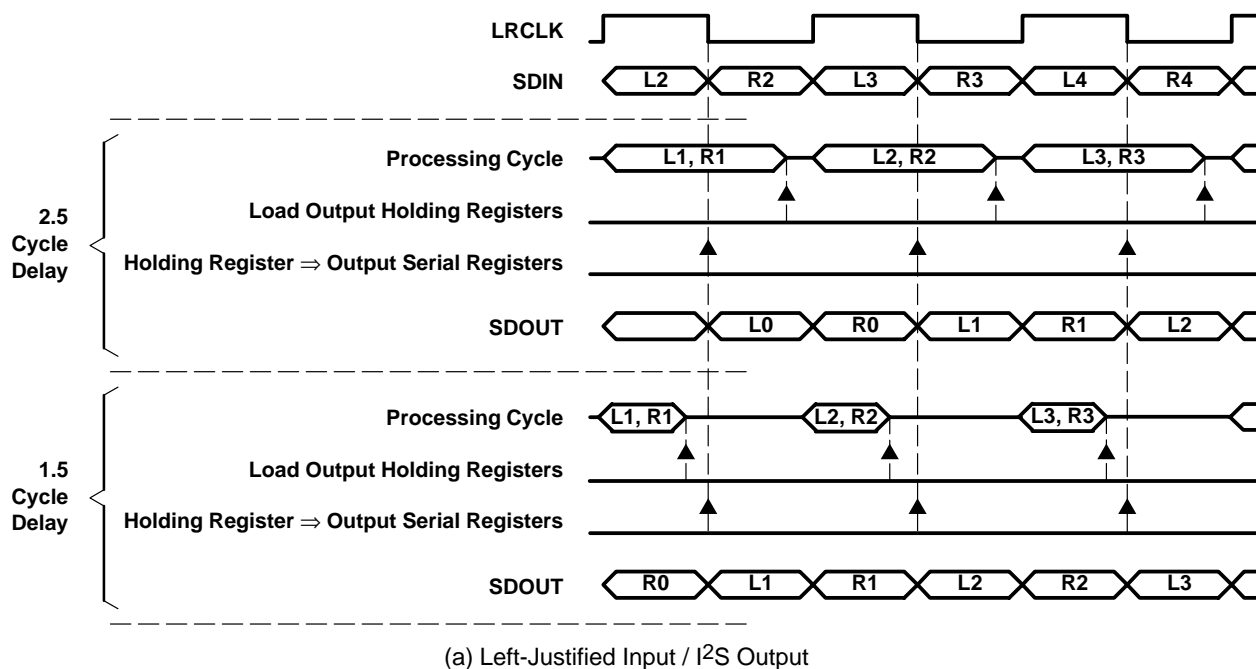 LRCLK
SDIN L2 R2 L3 R3 L4 R4
2.5 Cycle Delay
Processing Cycle L1, R1 L2, R2 L3, R3
Load Output Holding Registers
Holding Register ⇒ Output Serial Registers
SDOUT L0 R0 L1 R1 L2
1.5 Cycle Delay
Processing Cycle L1, R1 L2, R2 L3, R3
Load Output Holding Registers
Holding Register ⇒ Output Serial Registers
SDOUT R0 L1 R1 L2 R2 L3
(a) Left-Justified Input / I²S Output